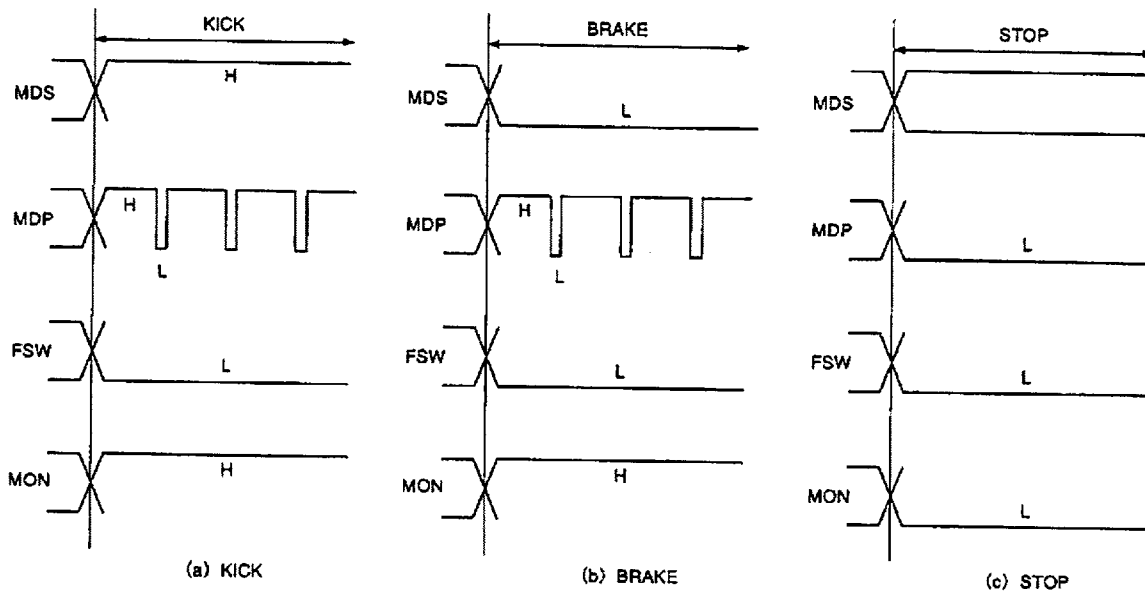 KICK
MDS
H
MDP
H
L
FSW
L
MON
H
(a) KICK
BRAKE
MDS
L
MDP
H
L
FSW
L
MON
H
(b) BRAKE
STOP
MDS
MDP
L
FSW
L
MON
L
(c) STOP